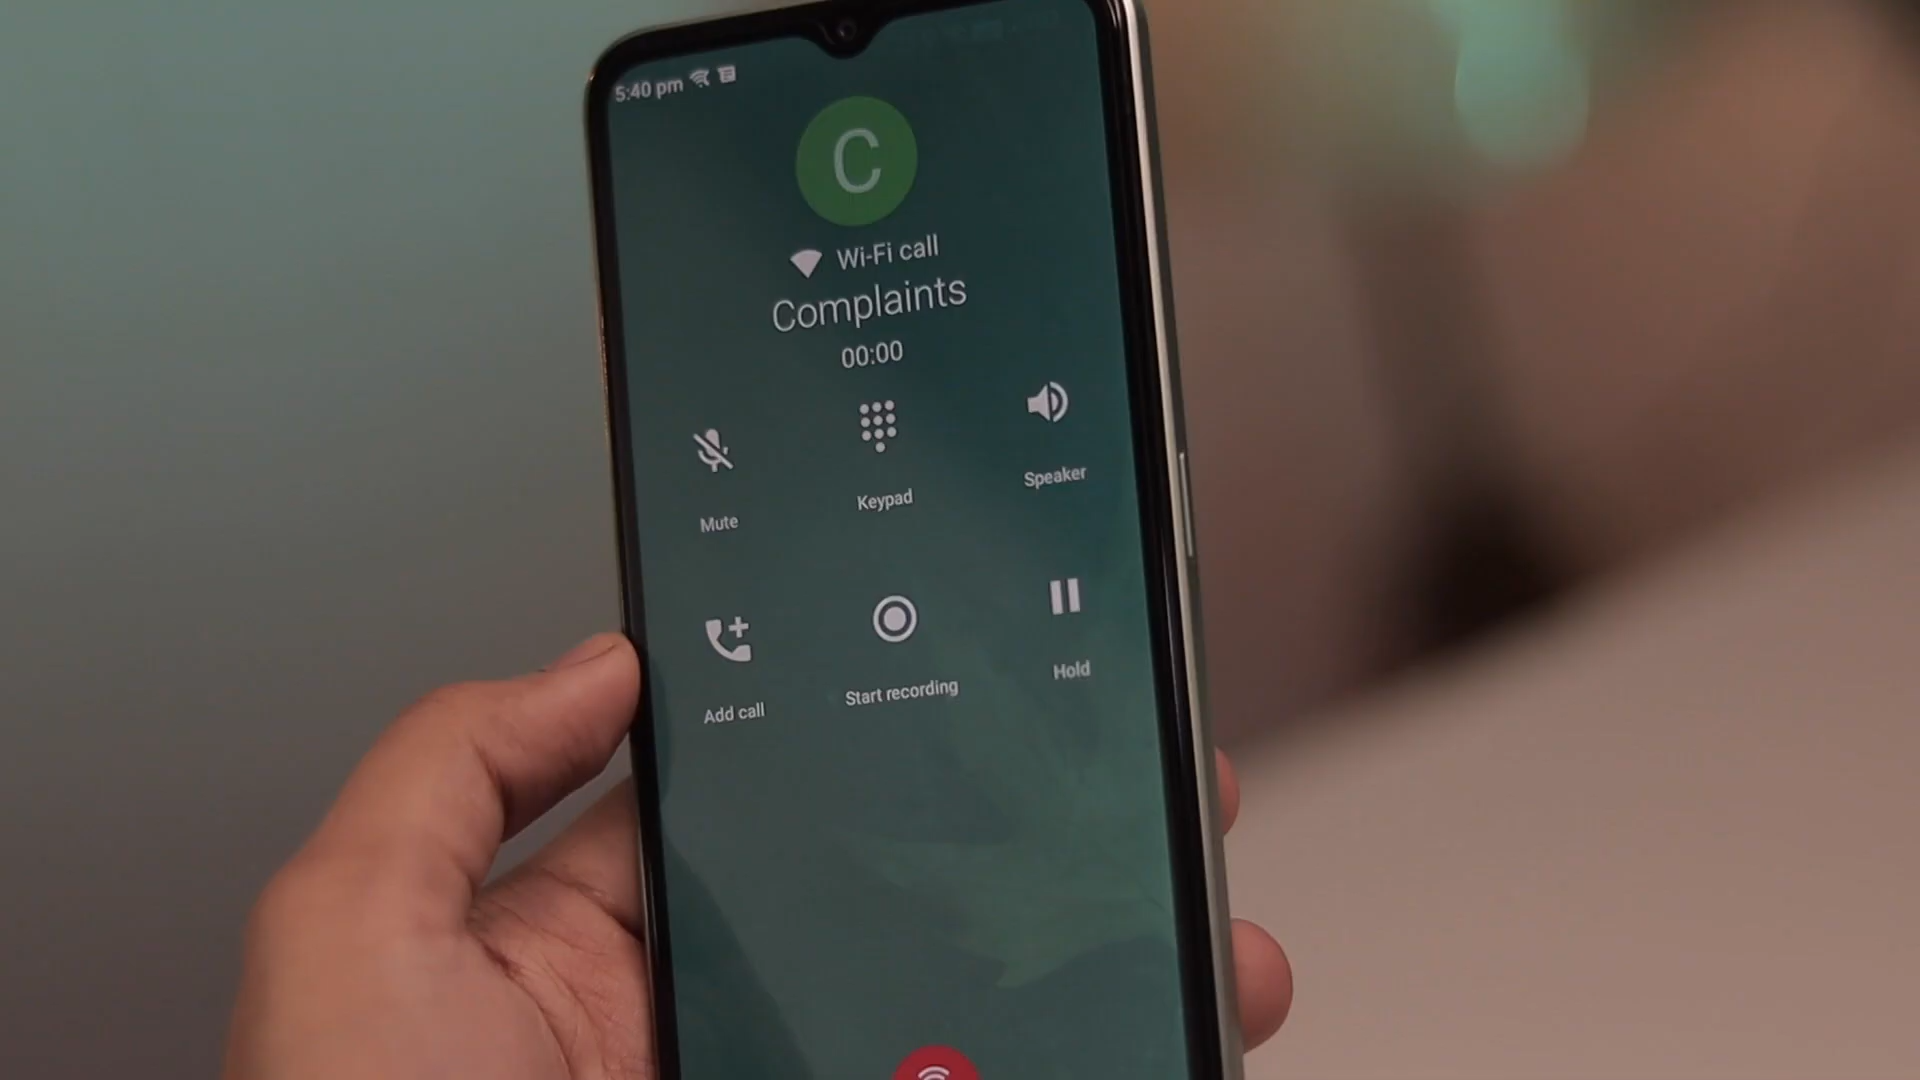 5:40 pm
C
Wi-Fi call
Complaints
00:00
Mute
Keypad
Speaker
Add call
Start recording
Hold